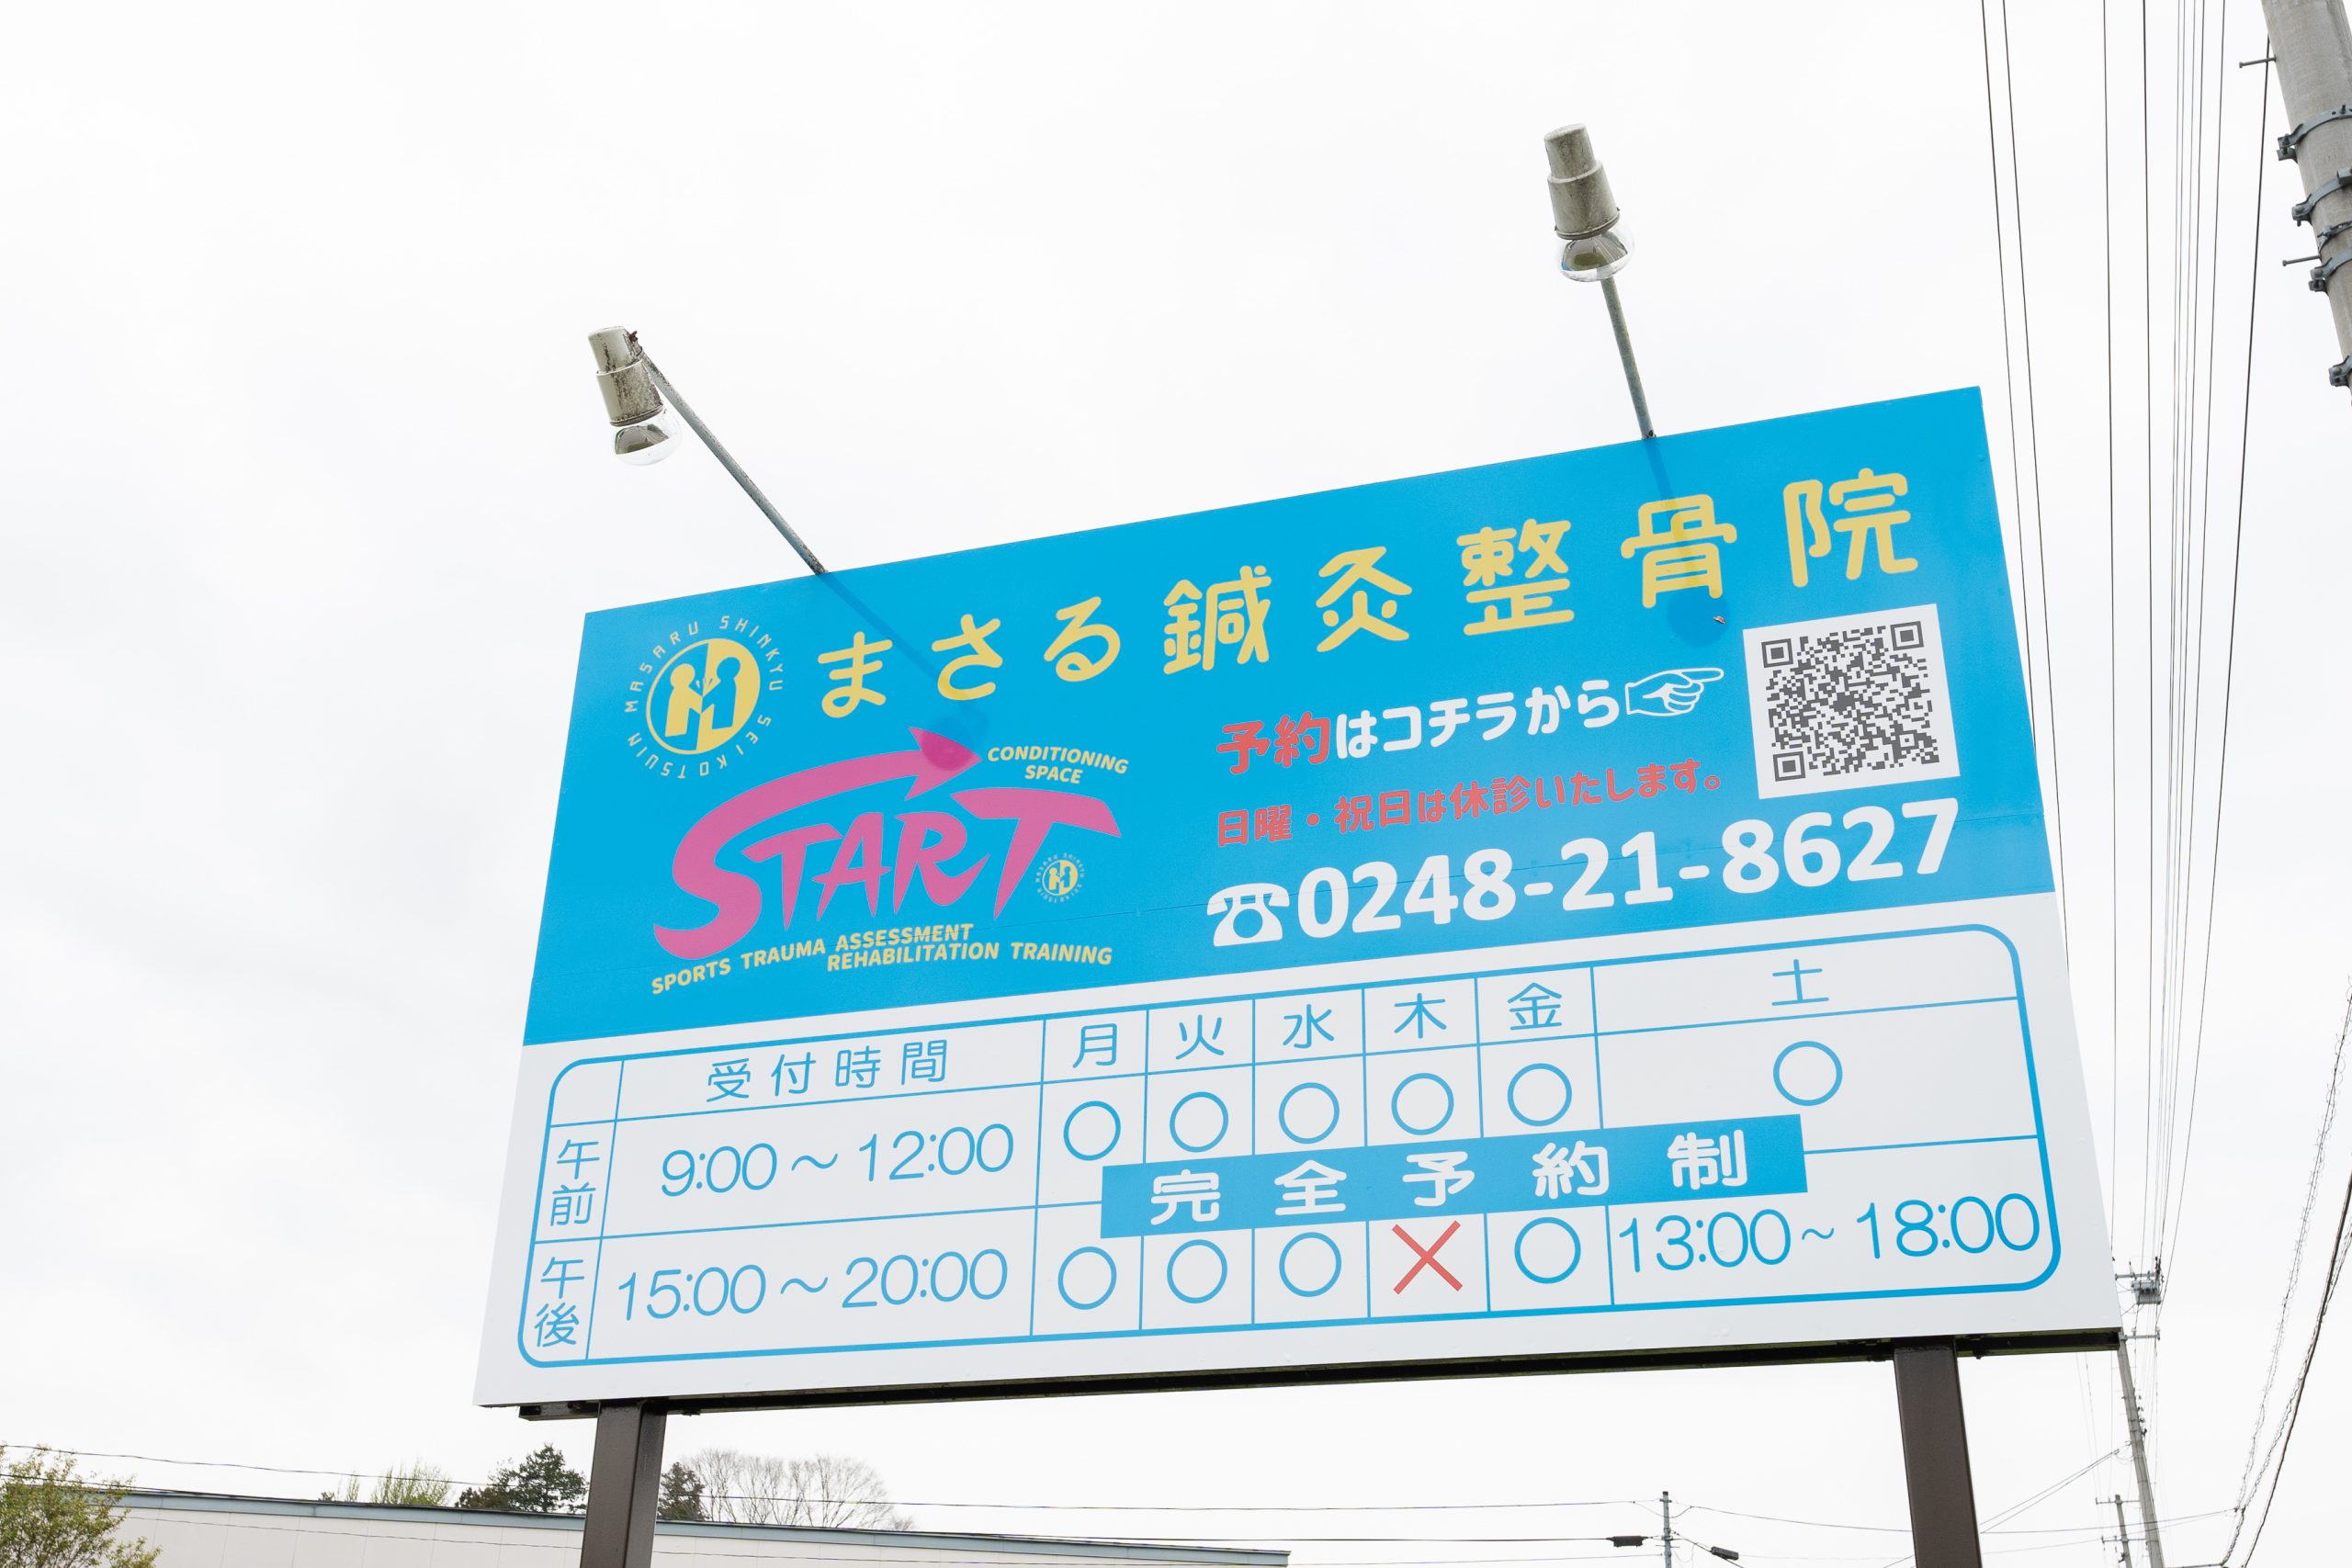 まさる鍼灸整骨院
MASARU SHINKYU SEIKOTSUIN
予約はコチラから
日曜・祝日は休診いたします。
☎0248-21-8627
CONDITIONING
SPACE
START
SPORTS TRAUMA ASSESSMENT
REHABILITATION TRAINING
受付時間 月 火 水 木 金 土
午前 9:00～12:00 ○ ○ ○ ○ ○ ○
完全予約制
午後 15:00～20:00 ○ ○ ○ × ○ 13:00～18:00